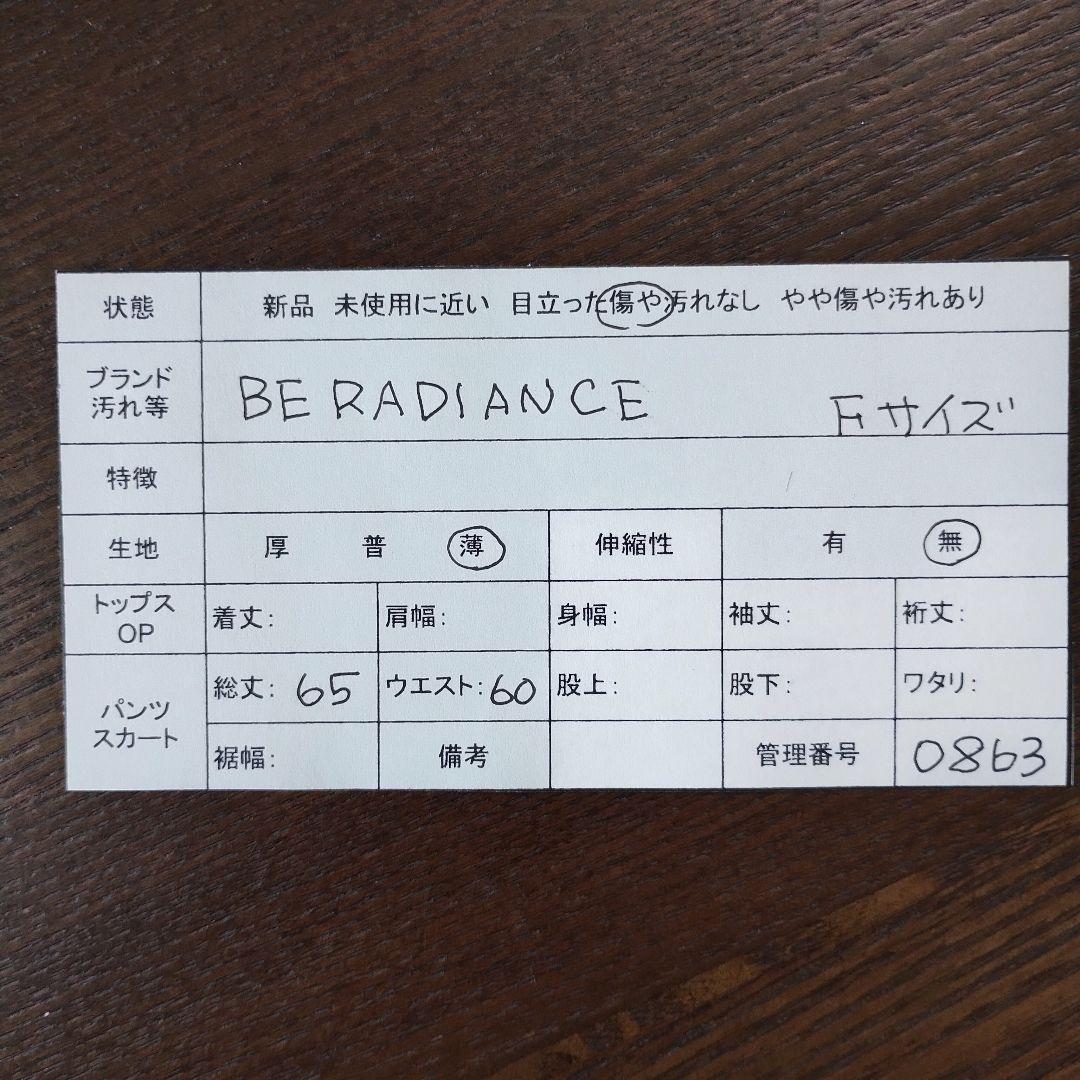 状態 新品 未使用に近い 目立った傷や汚れなし やや傷や汚れあり
ブランド
汚れ等 BE RADIANCE Fサイズ
特徴
生地 厚 普 薄 伸縮性 有 無
トップス
OP 着丈: 肩幅: 身幅: 袖丈: 裄丈:
パンツ
スカート 総丈: 65 ウエスト: 60 股上: 股下: ワタリ:
裾幅: 備考 管理番号 0863